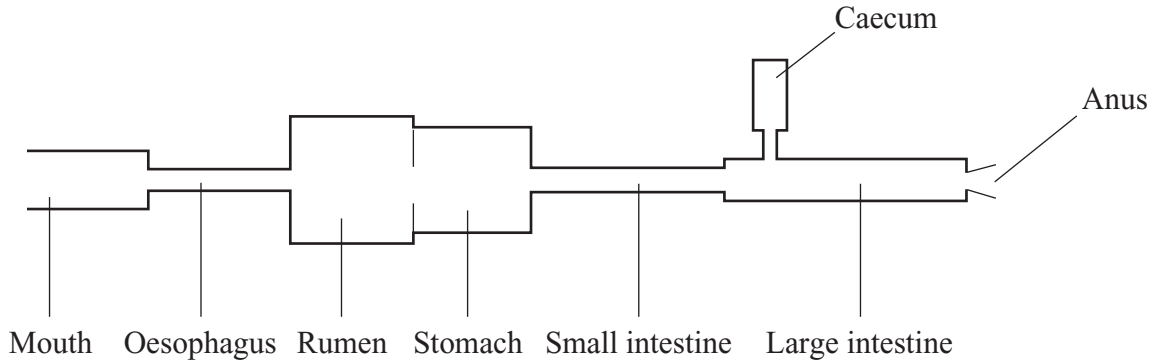 Caecum
Anus
Mouth Oesophagus Rumen Stomach Small intestine Large intestine